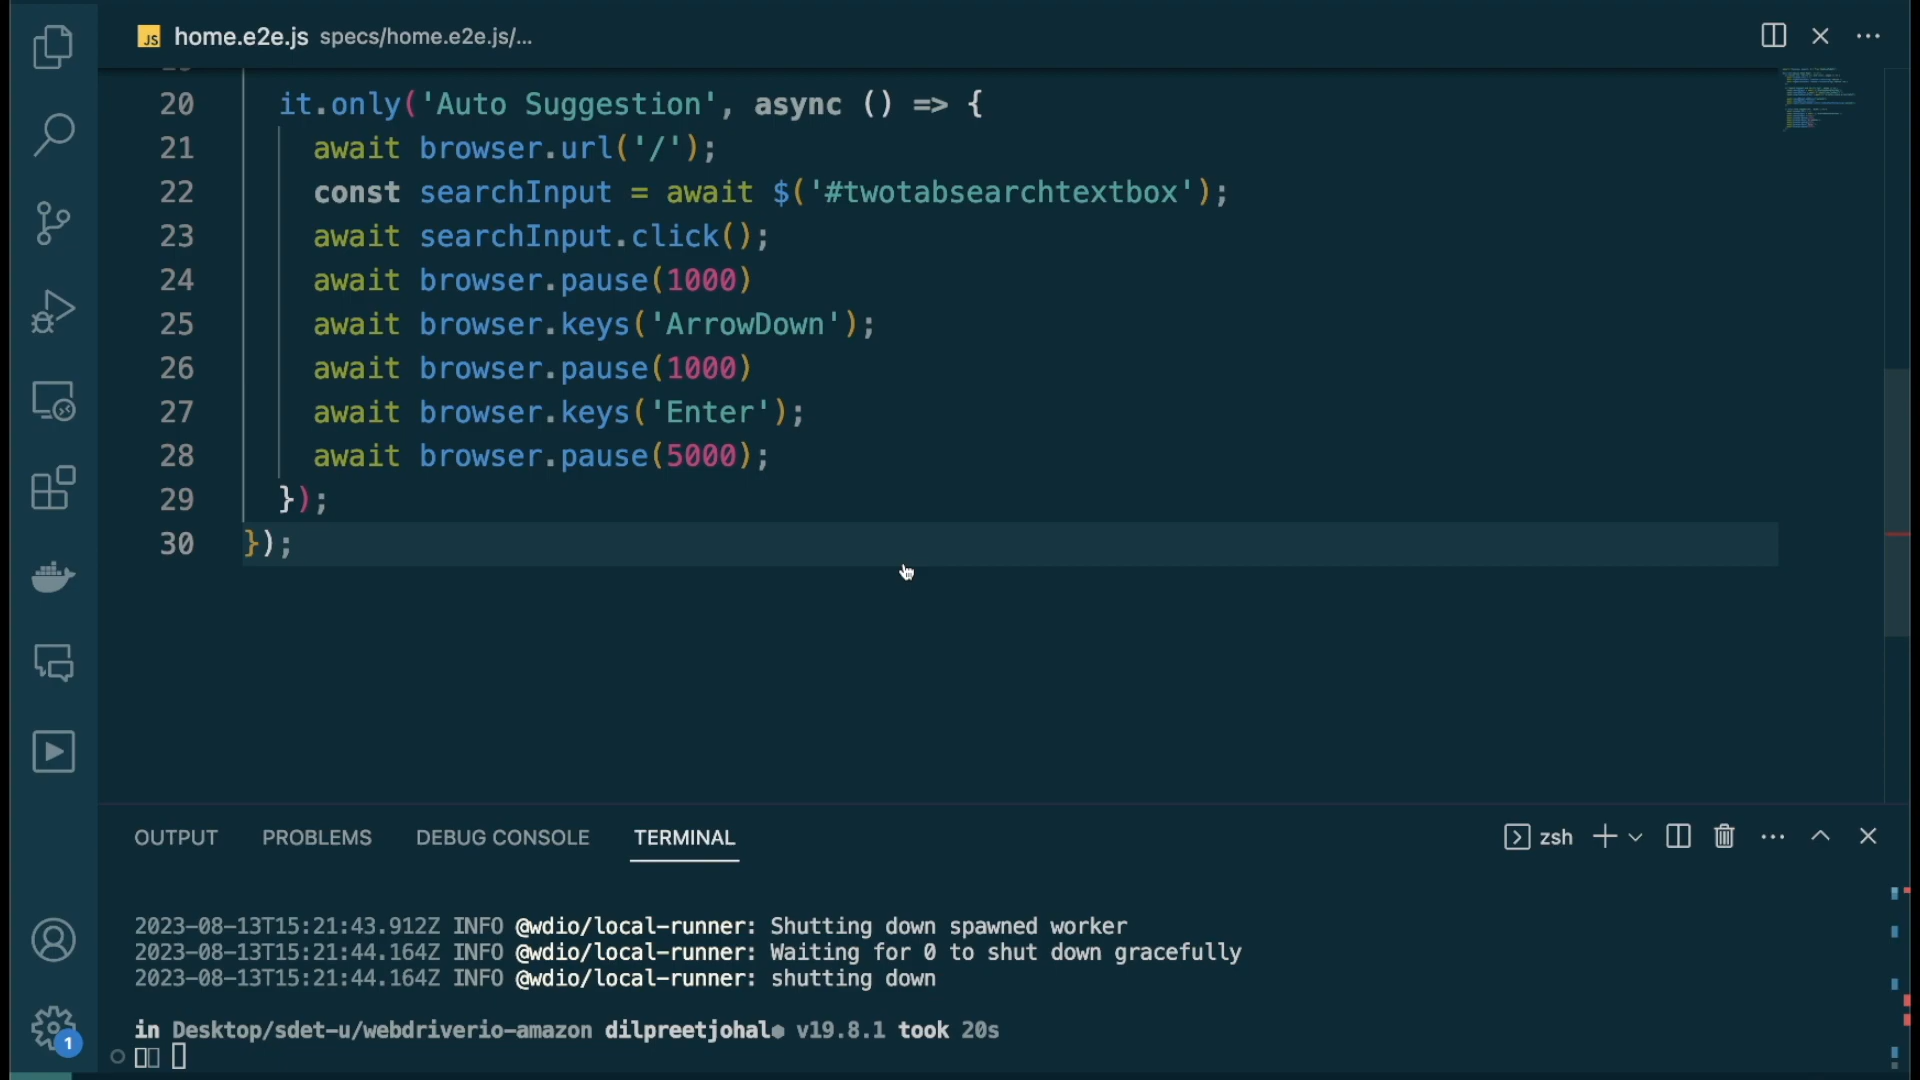 JS home.e2e.js specs/home.e2e.js/...
20 it.only('Auto Suggestion', async () => {
21 await browser.url('/');
22 const searchInput = await $('#twotabsearchtextbox');
23 await searchInput.click();
24 await browser.pause(1000)
25 await browser.keys('ArrowDown');
26 await browser.pause(1000)
27 await browser.keys('Enter');
28 await browser.pause(5000);
29 });
30 });
OUTPUT PROBLEMS DEBUG CONSOLE TERMINAL zsh
2023-08-13T15:21:43.912Z INFO @wdio/local-runner: Shutting down spawned worker
2023-08-13T15:21:44.164Z INFO @wdio/local-runner: Waiting for 0 to shut down gracefully
2023-08-13T15:21:44.164Z INFO @wdio/local-runner: shutting down
in Desktop/sdet-u/webdriverio-amazon dilpreetjohal● v19.8.1 took 20s
1